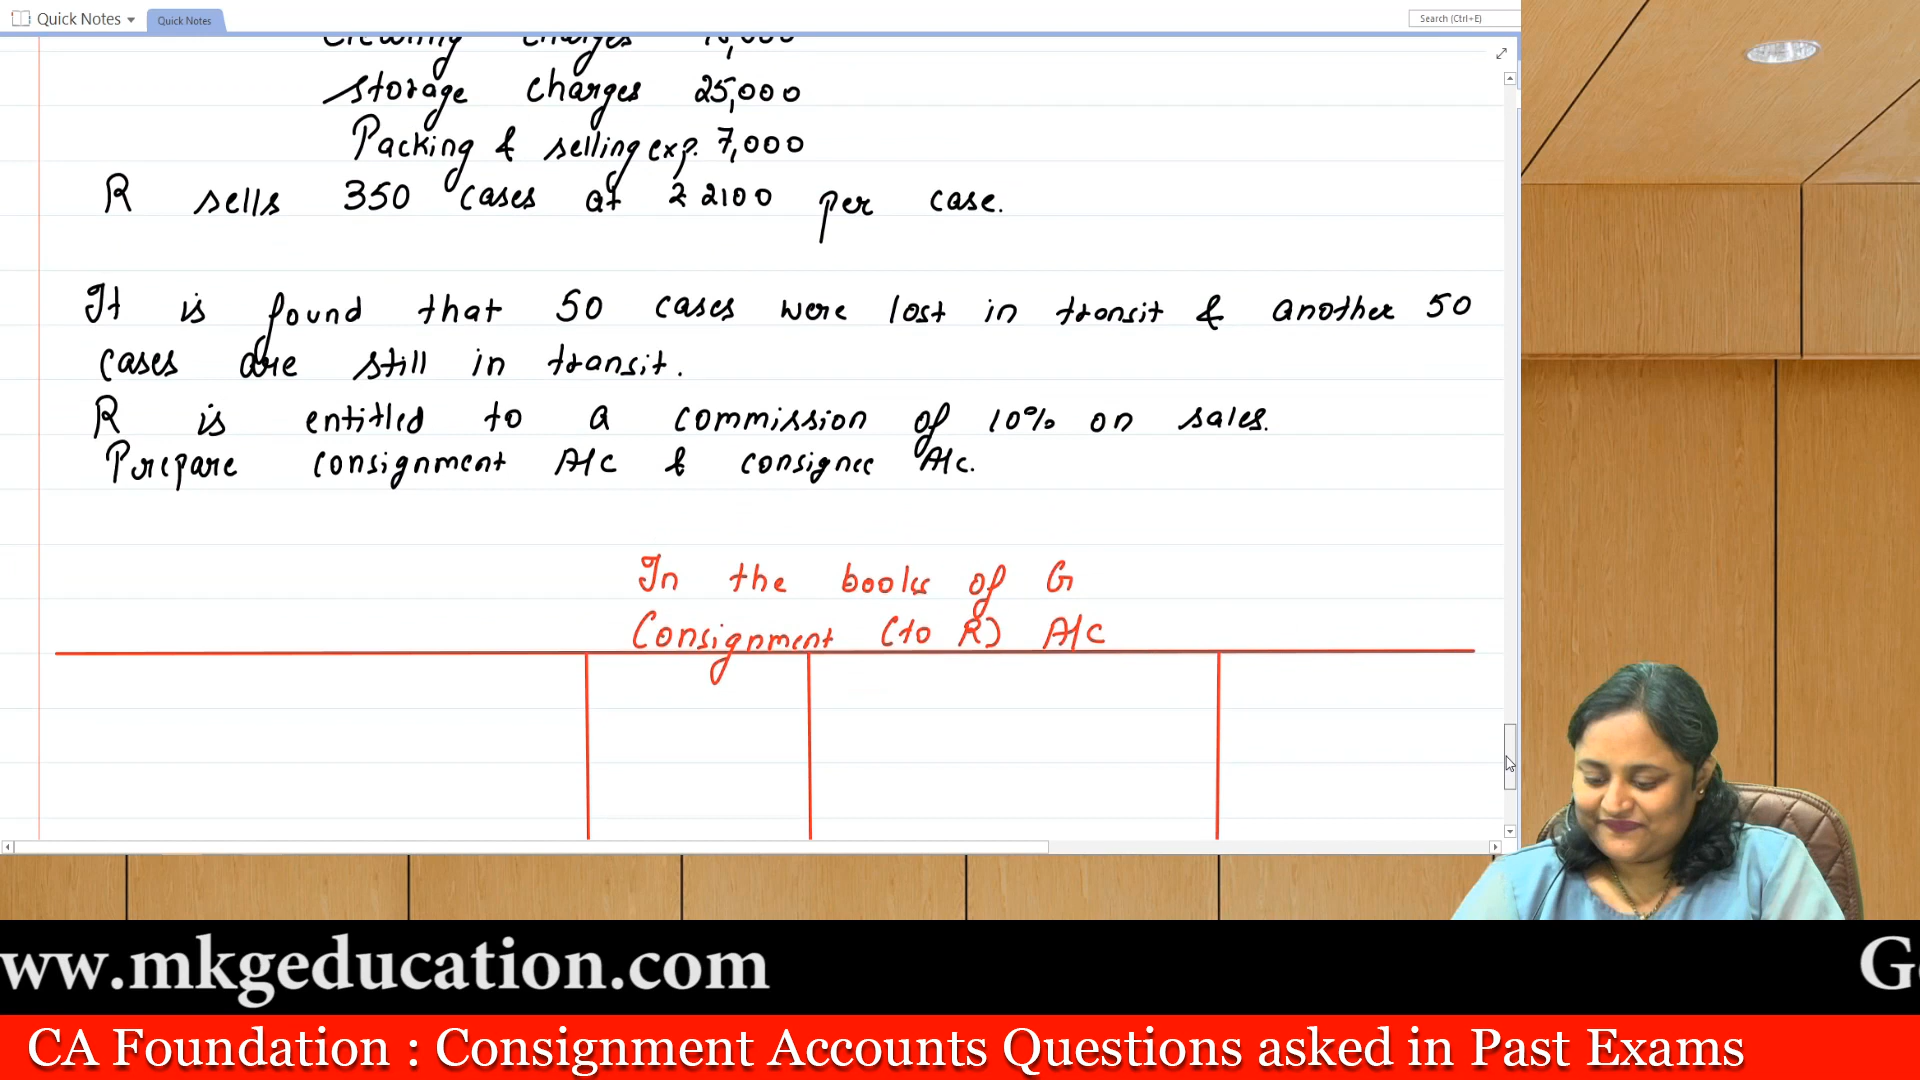 Quick Notes
Quick Notes
Search (Ctrl+E)
Clearing charges
storage charges 25,000
Packing & selling exp. 7,000
R sells 350 cases at ₹ 2100 per case.
It is found that 50 cases were lost in transit & another 50
cases are still in transit.
R is entitled to a commission of 10% on sales.
Prepare consignment A/c & consignee A/c.
In the books of G
Consignment (to R) A/c
ww.mkgeducation.com
G
CA Foundation : Consignment Accounts Questions asked in Past Exams